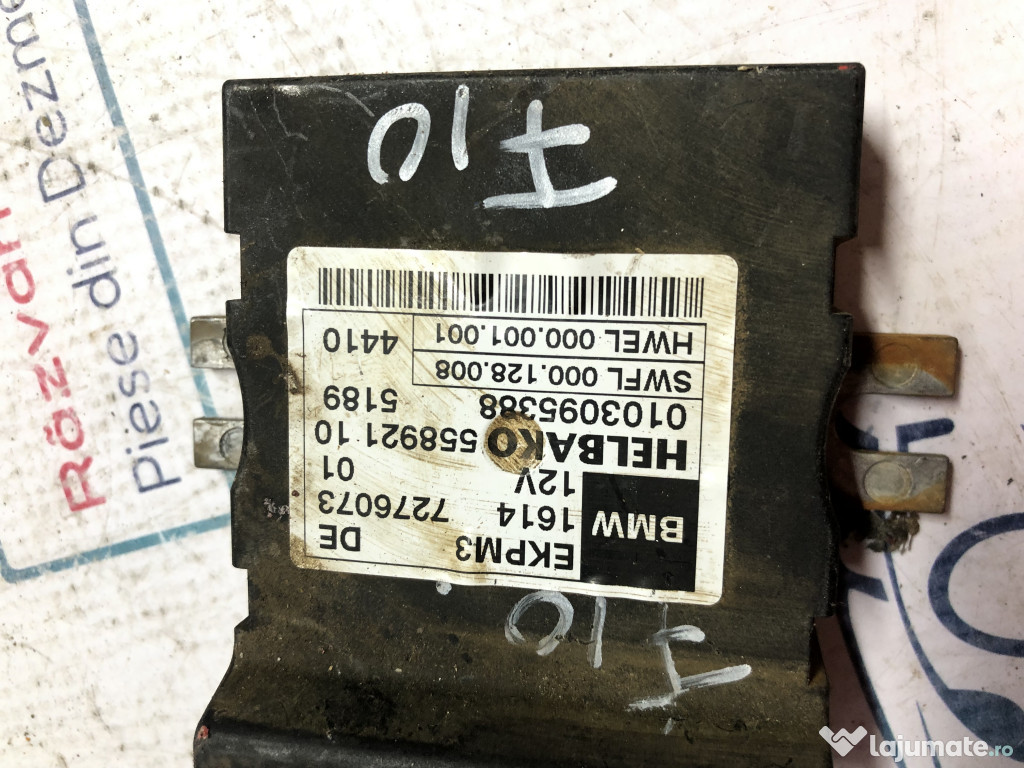 F10
EKPM3 DE
BMW 1614 7276073
12V 01
HELBAKO 558921 10
0103095388 5189
SWFL 000.128.008
HWEL 000.001.001 4410
F10
Răzvan
Piese din Dezm
lajumate.ro